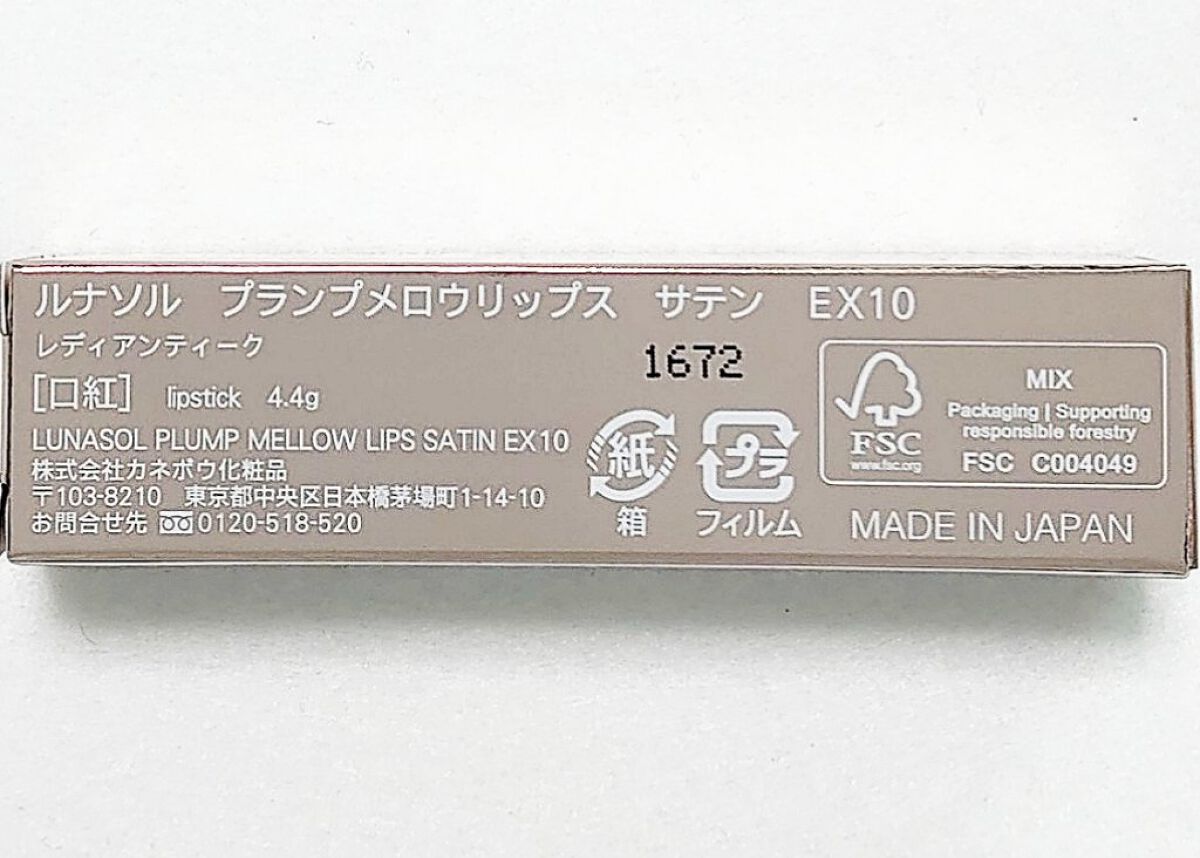 ルナソル　プランプメロウリップス　サテン　EX10
レディアンティーク
［口紅］ lipstick 4.4g
LUNASOL PLUMP MELLOW LIPS SATIN EX10
株式会社カネボウ化粧品
〒103-8210　東京都中央区日本橋茅場町1-14-10
お問合せ先 0120-518-520
1672
紙
箱
プラ
フィルム
FSC
www.fsc.org
MIX
Packaging | Supporting
responsible forestry
FSC C004049
MADE IN JAPAN